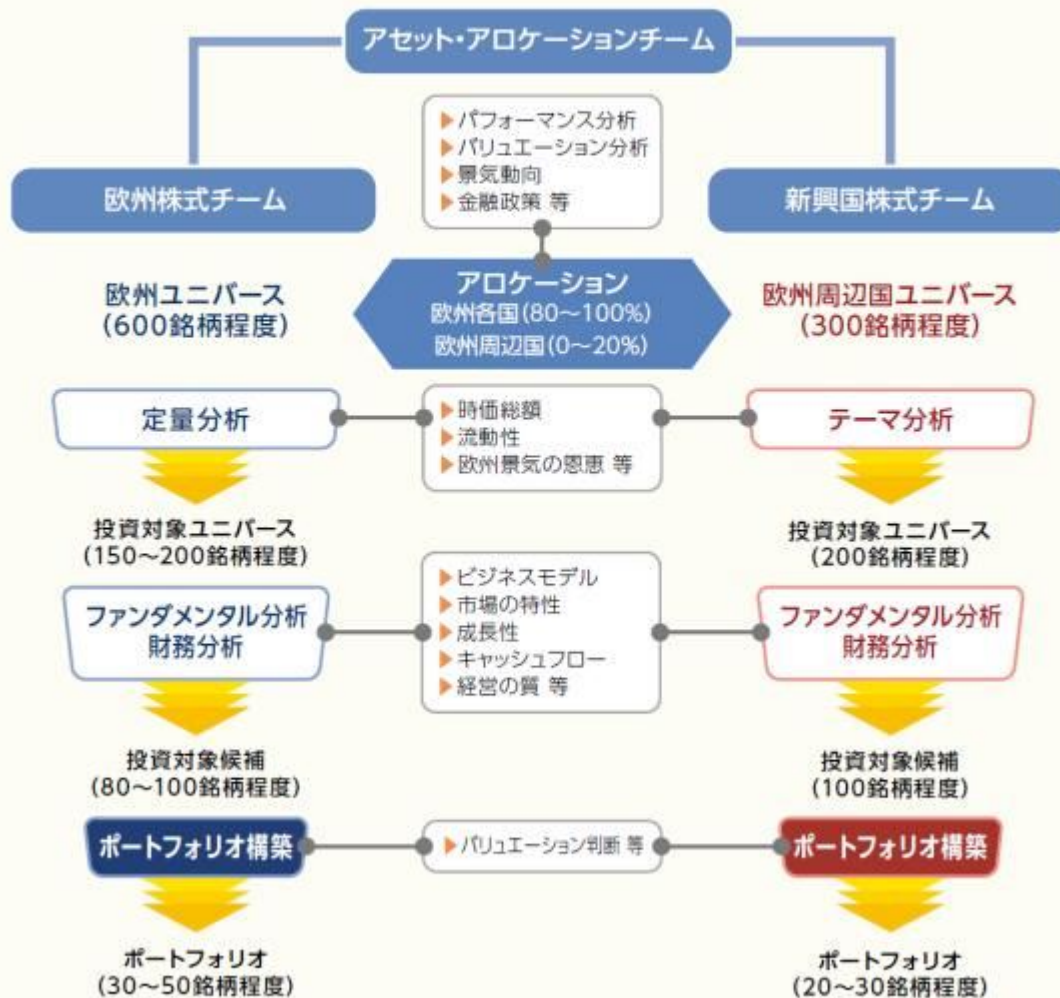 アセット・アロケーションチーム
▶パフォーマンス分析
▶バリュエーション分析
▶景気動向
▶金融政策 等
欧州株式チーム
新興国株式チーム
欧州ユニバース
(600銘柄程度)
アロケーション
欧州各国(80～100%)
欧州周辺国(0～20%)
欧州周辺国ユニバース
(300銘柄程度)
定量分析
▶時価総額
▶流動性
▶欧州景気の恩恵 等
テーマ分析
投資対象ユニバース
(150～200銘柄程度)
投資対象ユニバース
(200銘柄程度)
ファンダメンタル分析
財務分析
▶ビジネスモデル
▶市場の特性
▶成長性
▶キャッシュフロー
▶経営の質 等
ファンダメンタル分析
財務分析
投資対象候補
(80～100銘柄程度)
投資対象候補
(100銘柄程度)
ポートフォリオ構築
▶バリュエーション判断 等
ポートフォリオ構築
ポートフォリオ
(30～50銘柄程度)
ポートフォリオ
(20～30銘柄程度)